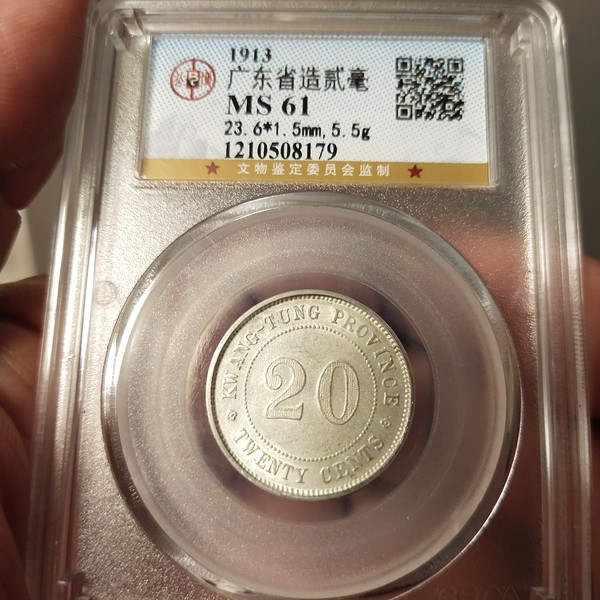 1913
广东省造贰毫
MS 61
23.6*1.5mm,5.5g
1210508179
文物鉴定委员会监制
KWANG-TUNG PROVINCE
20
TWENTY CENTS